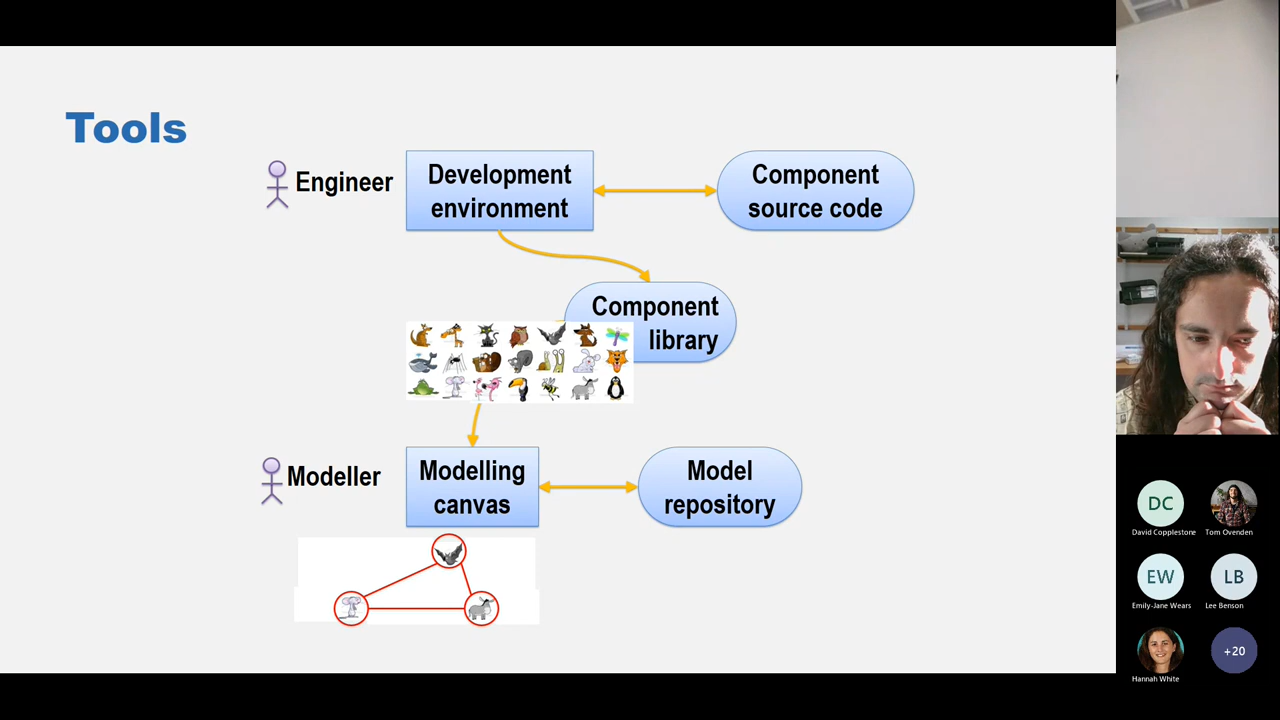 Tools
Engineer
Development
environment
Component
source code
Component
library
Modeller
Modelling
canvas
Model
repository
DC
David Copplestone
Tom Ovenden
EW
Emily-Jane Wears
LB
Lee Benson
Hannah White
+20